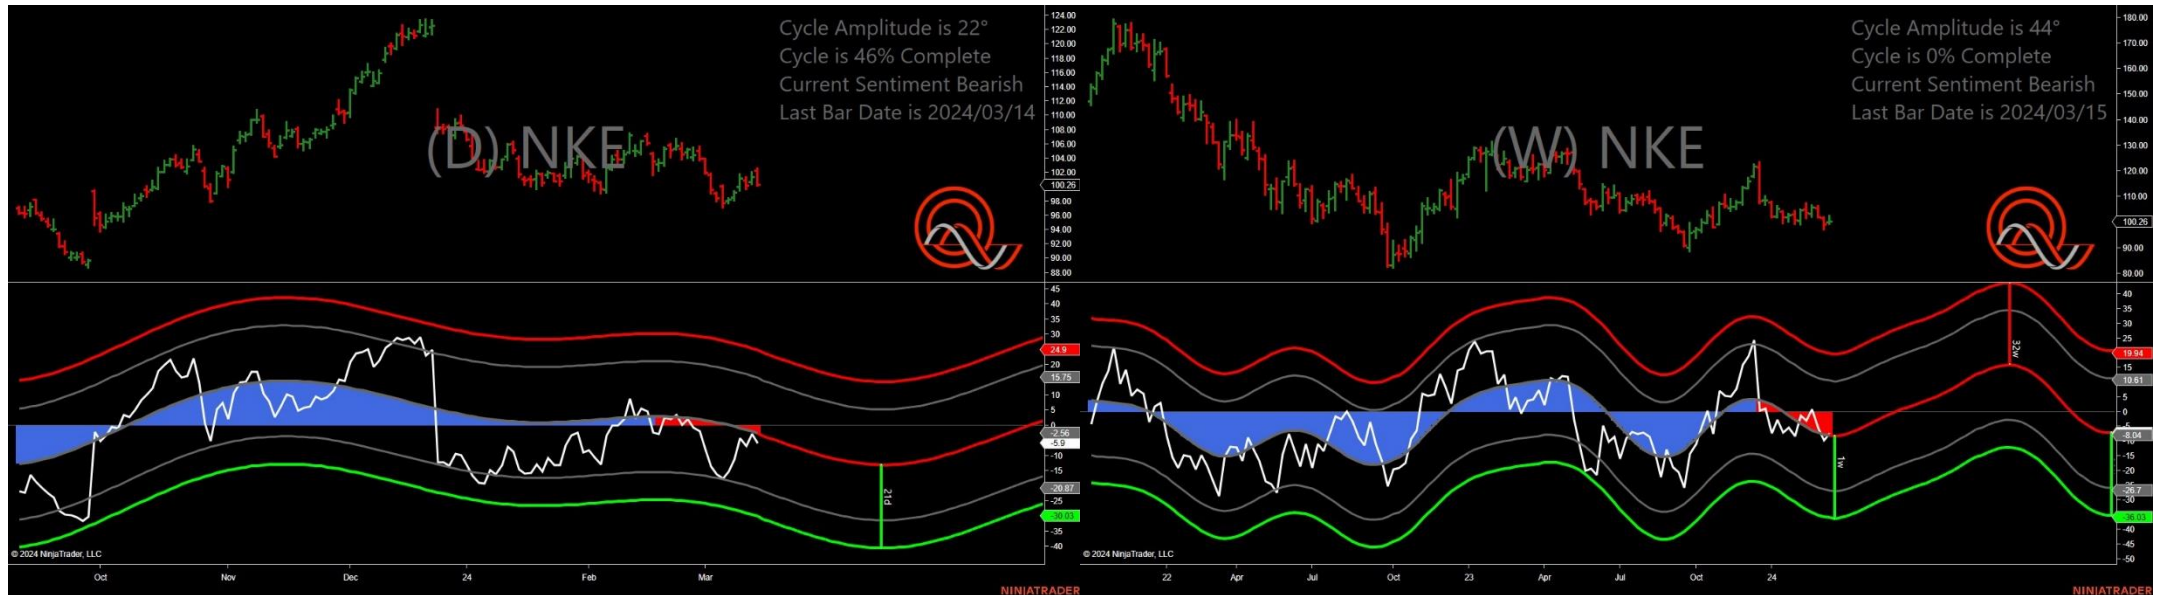 Cycle Amplitude is 22°
Cycle is 46% Complete
Current Sentiment Bearish
Last Bar Date is 2024/03/14
(D) NKE
124.00
122.00
120.00
118.00
116.00
114.00
112.00
110.00
108.00
106.00
104.00
102.00
100.26
98.00
96.00
94.00
92.00
90.00
88.00
45
40
35
30
24.9
20
15.75
10
5
0
-2.56
-5.9
-10
-15
-20.87
-30.03
-35
-40
21d
© 2024 NinjaTrader, LLC
Oct
Nov
Dec
24
Feb
Mar
NINJATRADER
Cycle Amplitude is 44°
Cycle is 0% Complete
Current Sentiment Bearish
Last Bar Date is 2024/03/15
(W) NKE
180.00
170.00
160.00
150.00
140.00
130.00
120.00
110.00
100.26
90.00
80.00
40
35
30
25
19.94
15
10.61
5
0
-8.04
-15
-20
-26.7
-30
-36.03
-40
-45
-50
32w
1w
© 2024 NinjaTrader, LLC
22
Apr
Jul
Oct
23
Apr
Jul
Oct
24
NINJATRADER